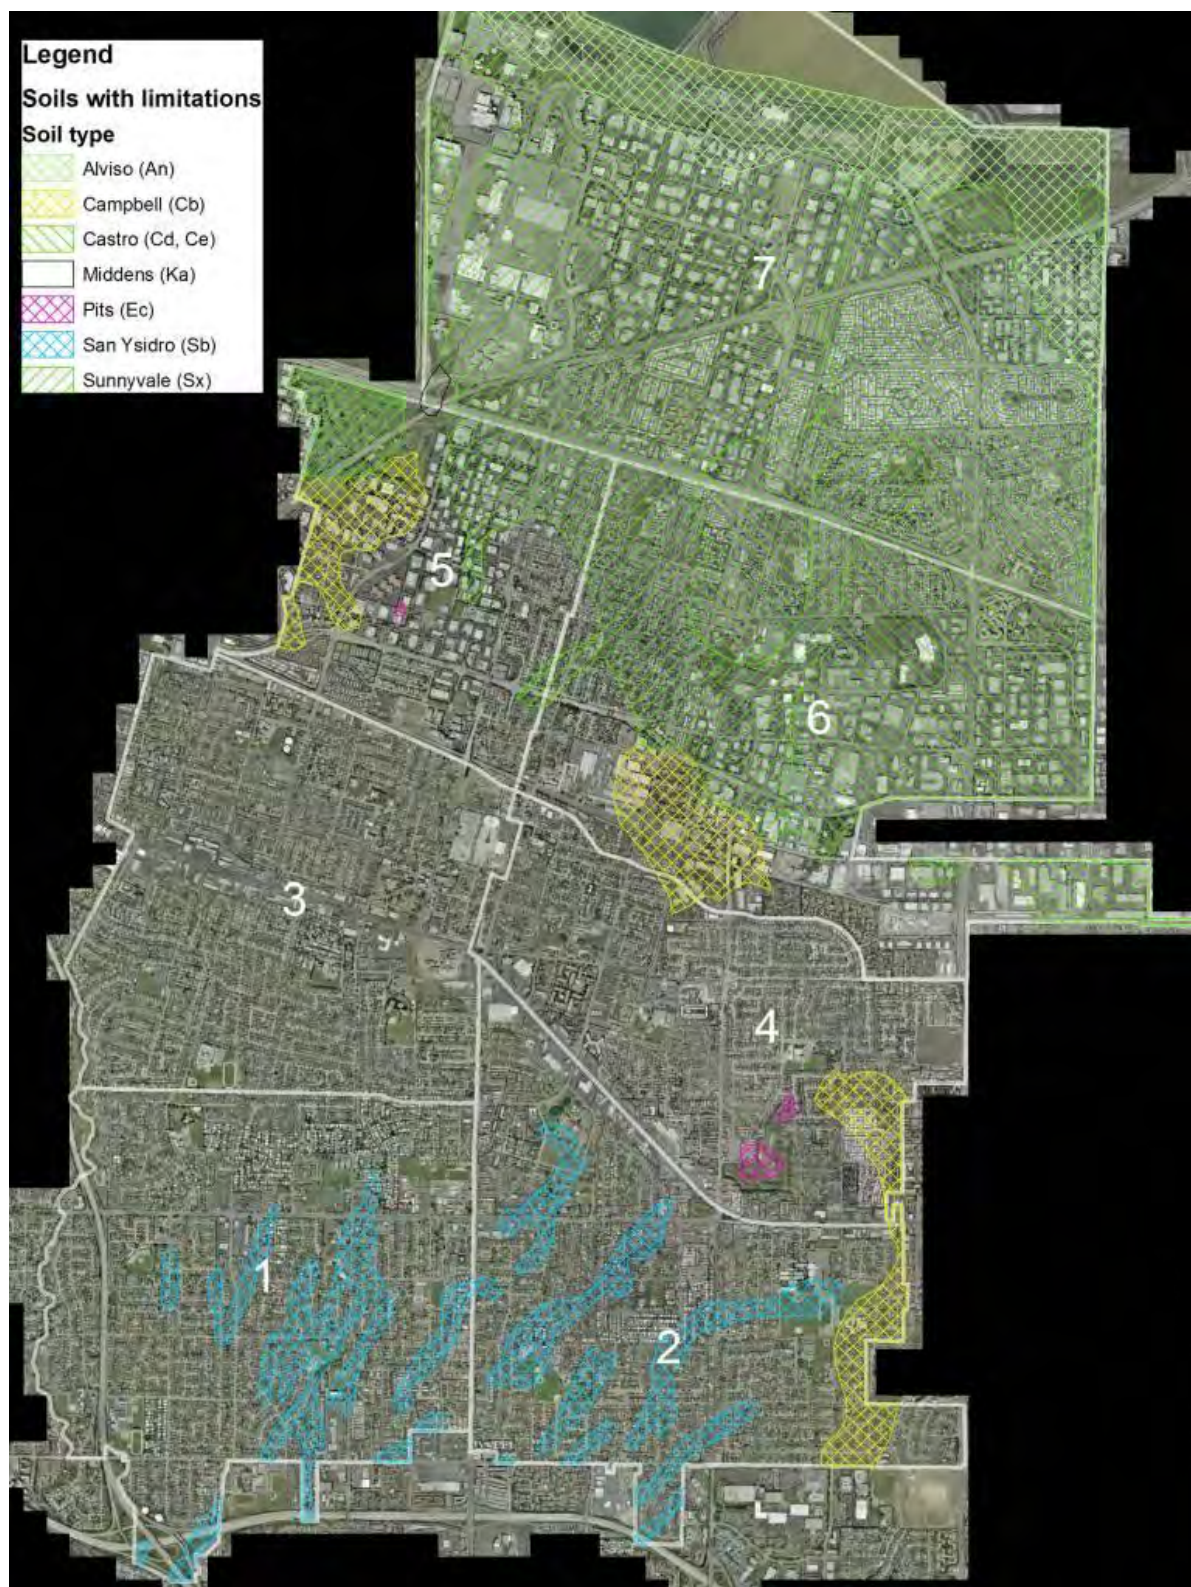 Legend
Soils with limitations
Soil type
Alviso (An)
Campbell (Cb)
Castro (Cd, Ce)
Middens (Ka)
Pits (Ec)
San Ysidro (Sb)
Sunnyvale (Sx)
7
5
6
3
4
1
2